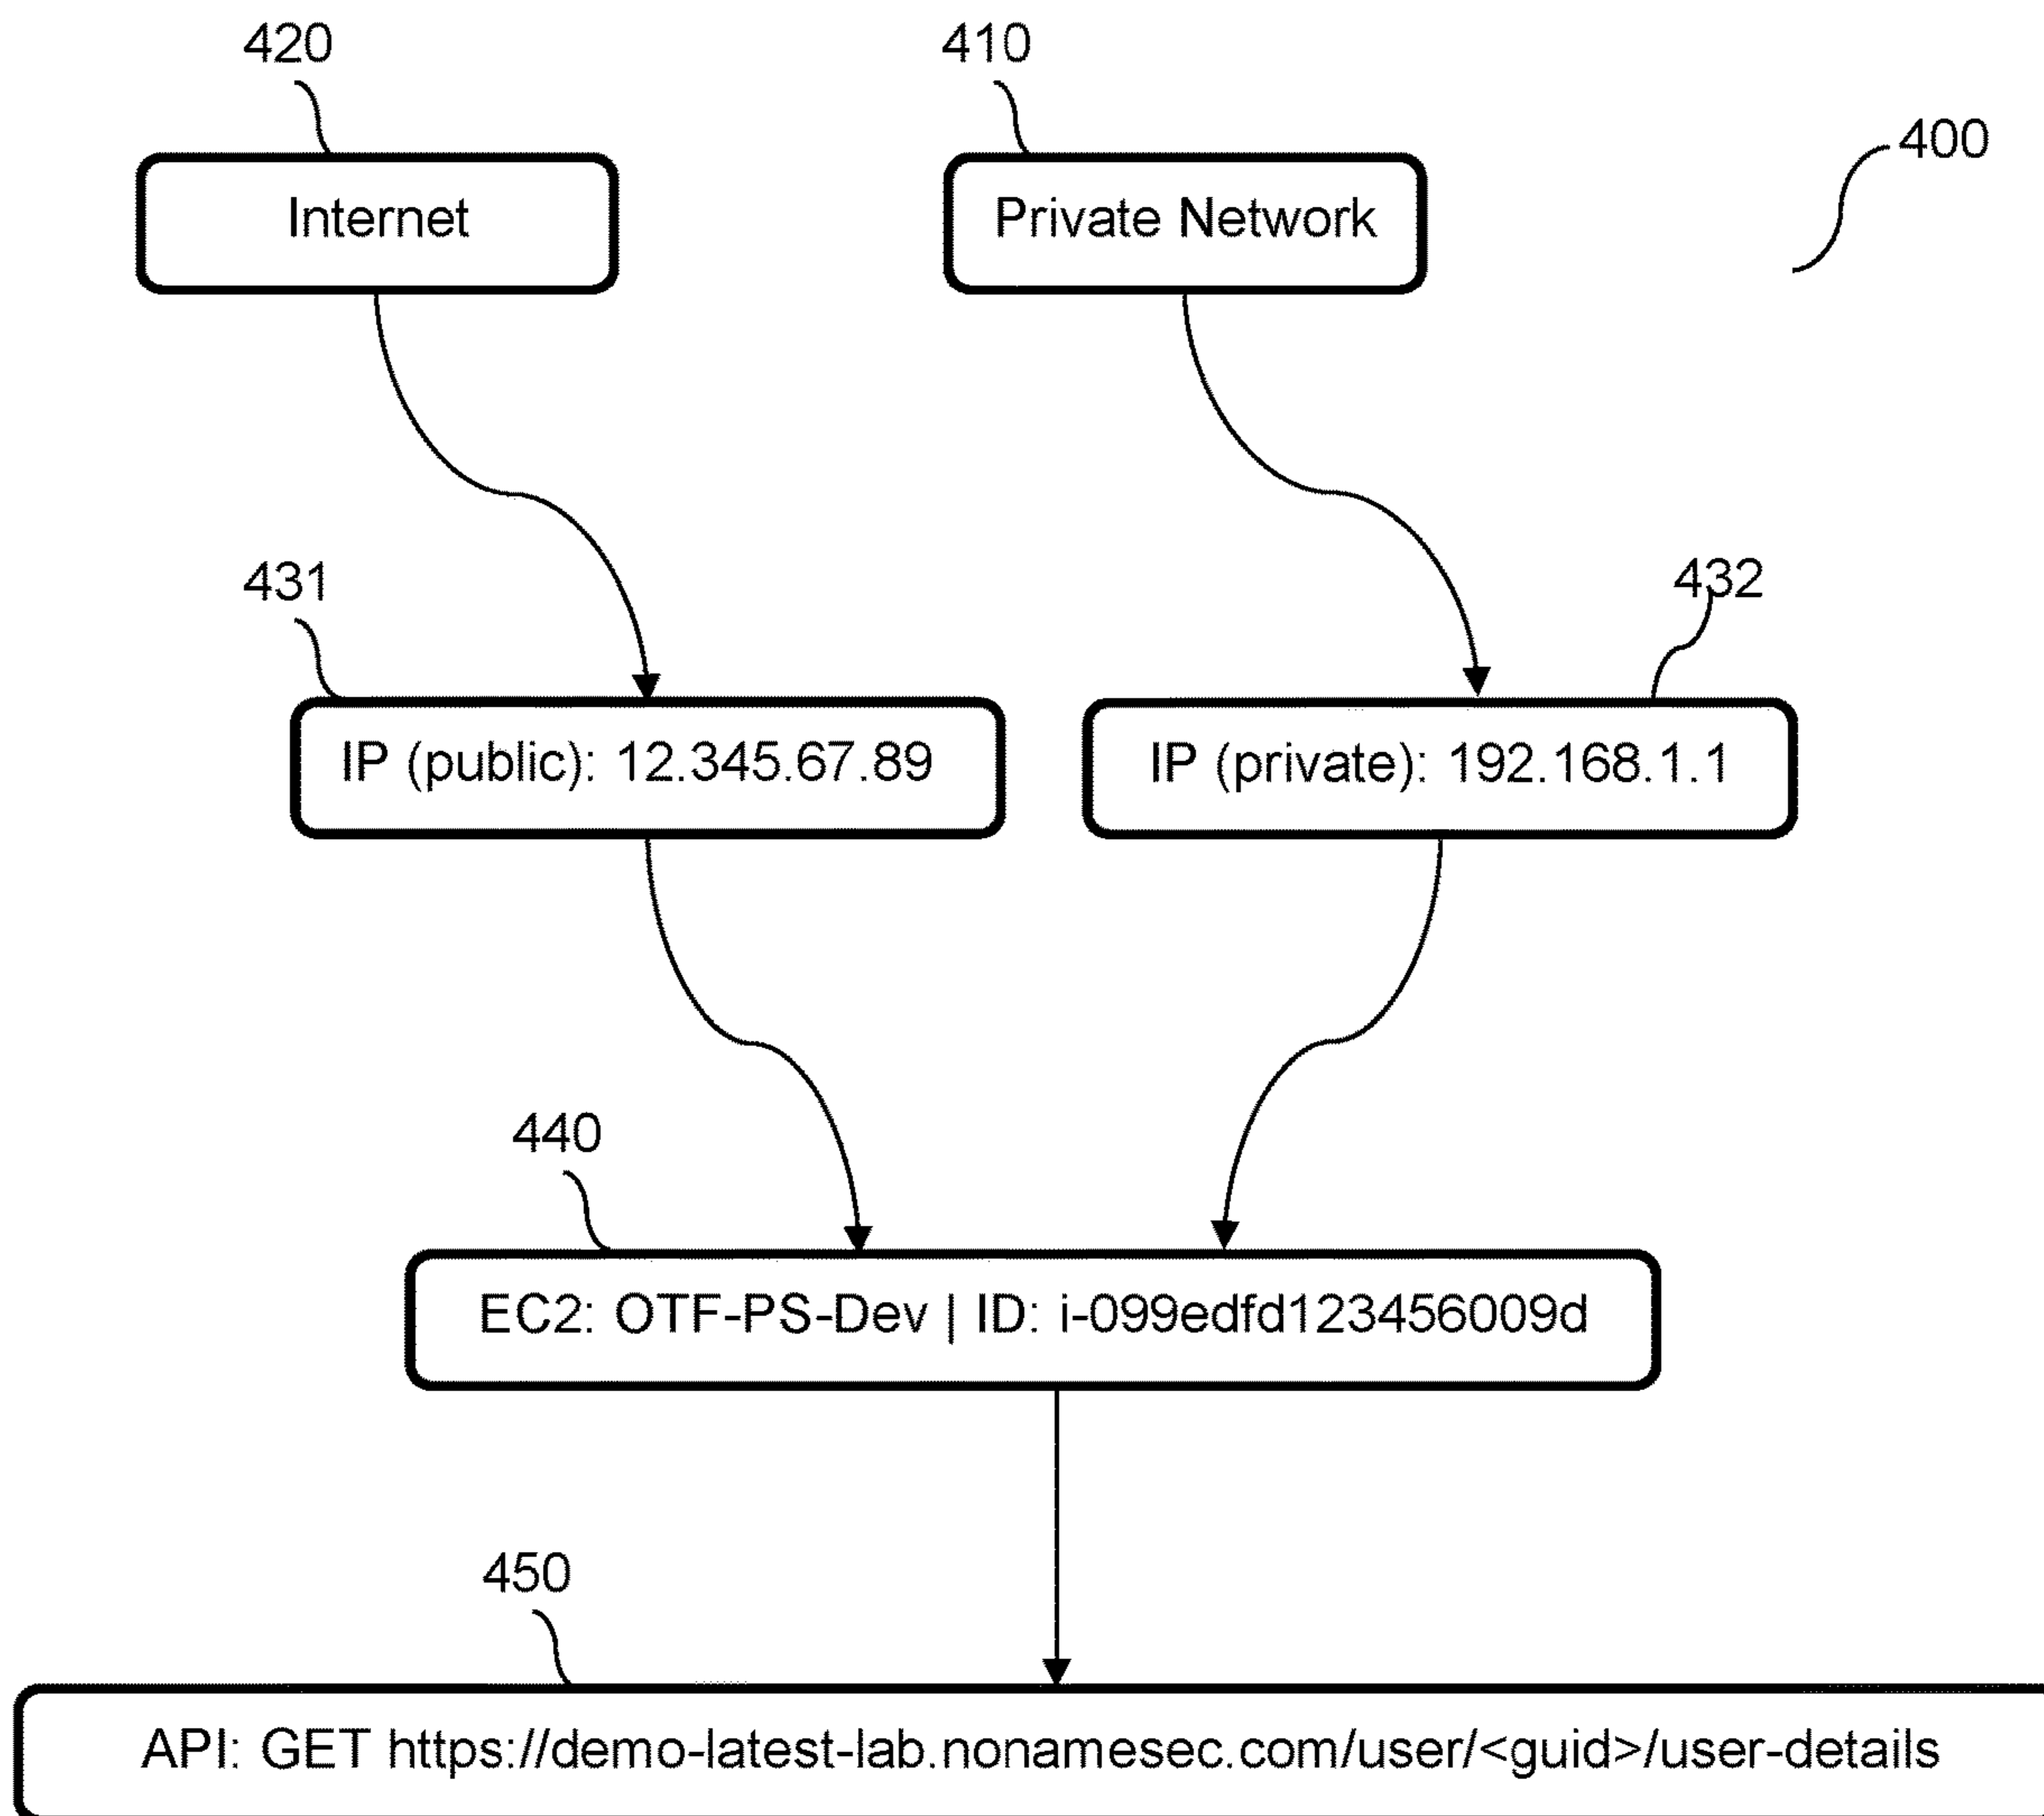 420
410
400
Internet
Private Network
431
432
IP (public): 12.345.67.89
IP (private): 192.168.1.1
440
EC2: OTF-PS-Dev | ID: i-099edfd123456009d
450
API: GET https://demo-latest-lab.nonamesec.com/user/<guid>/user-details